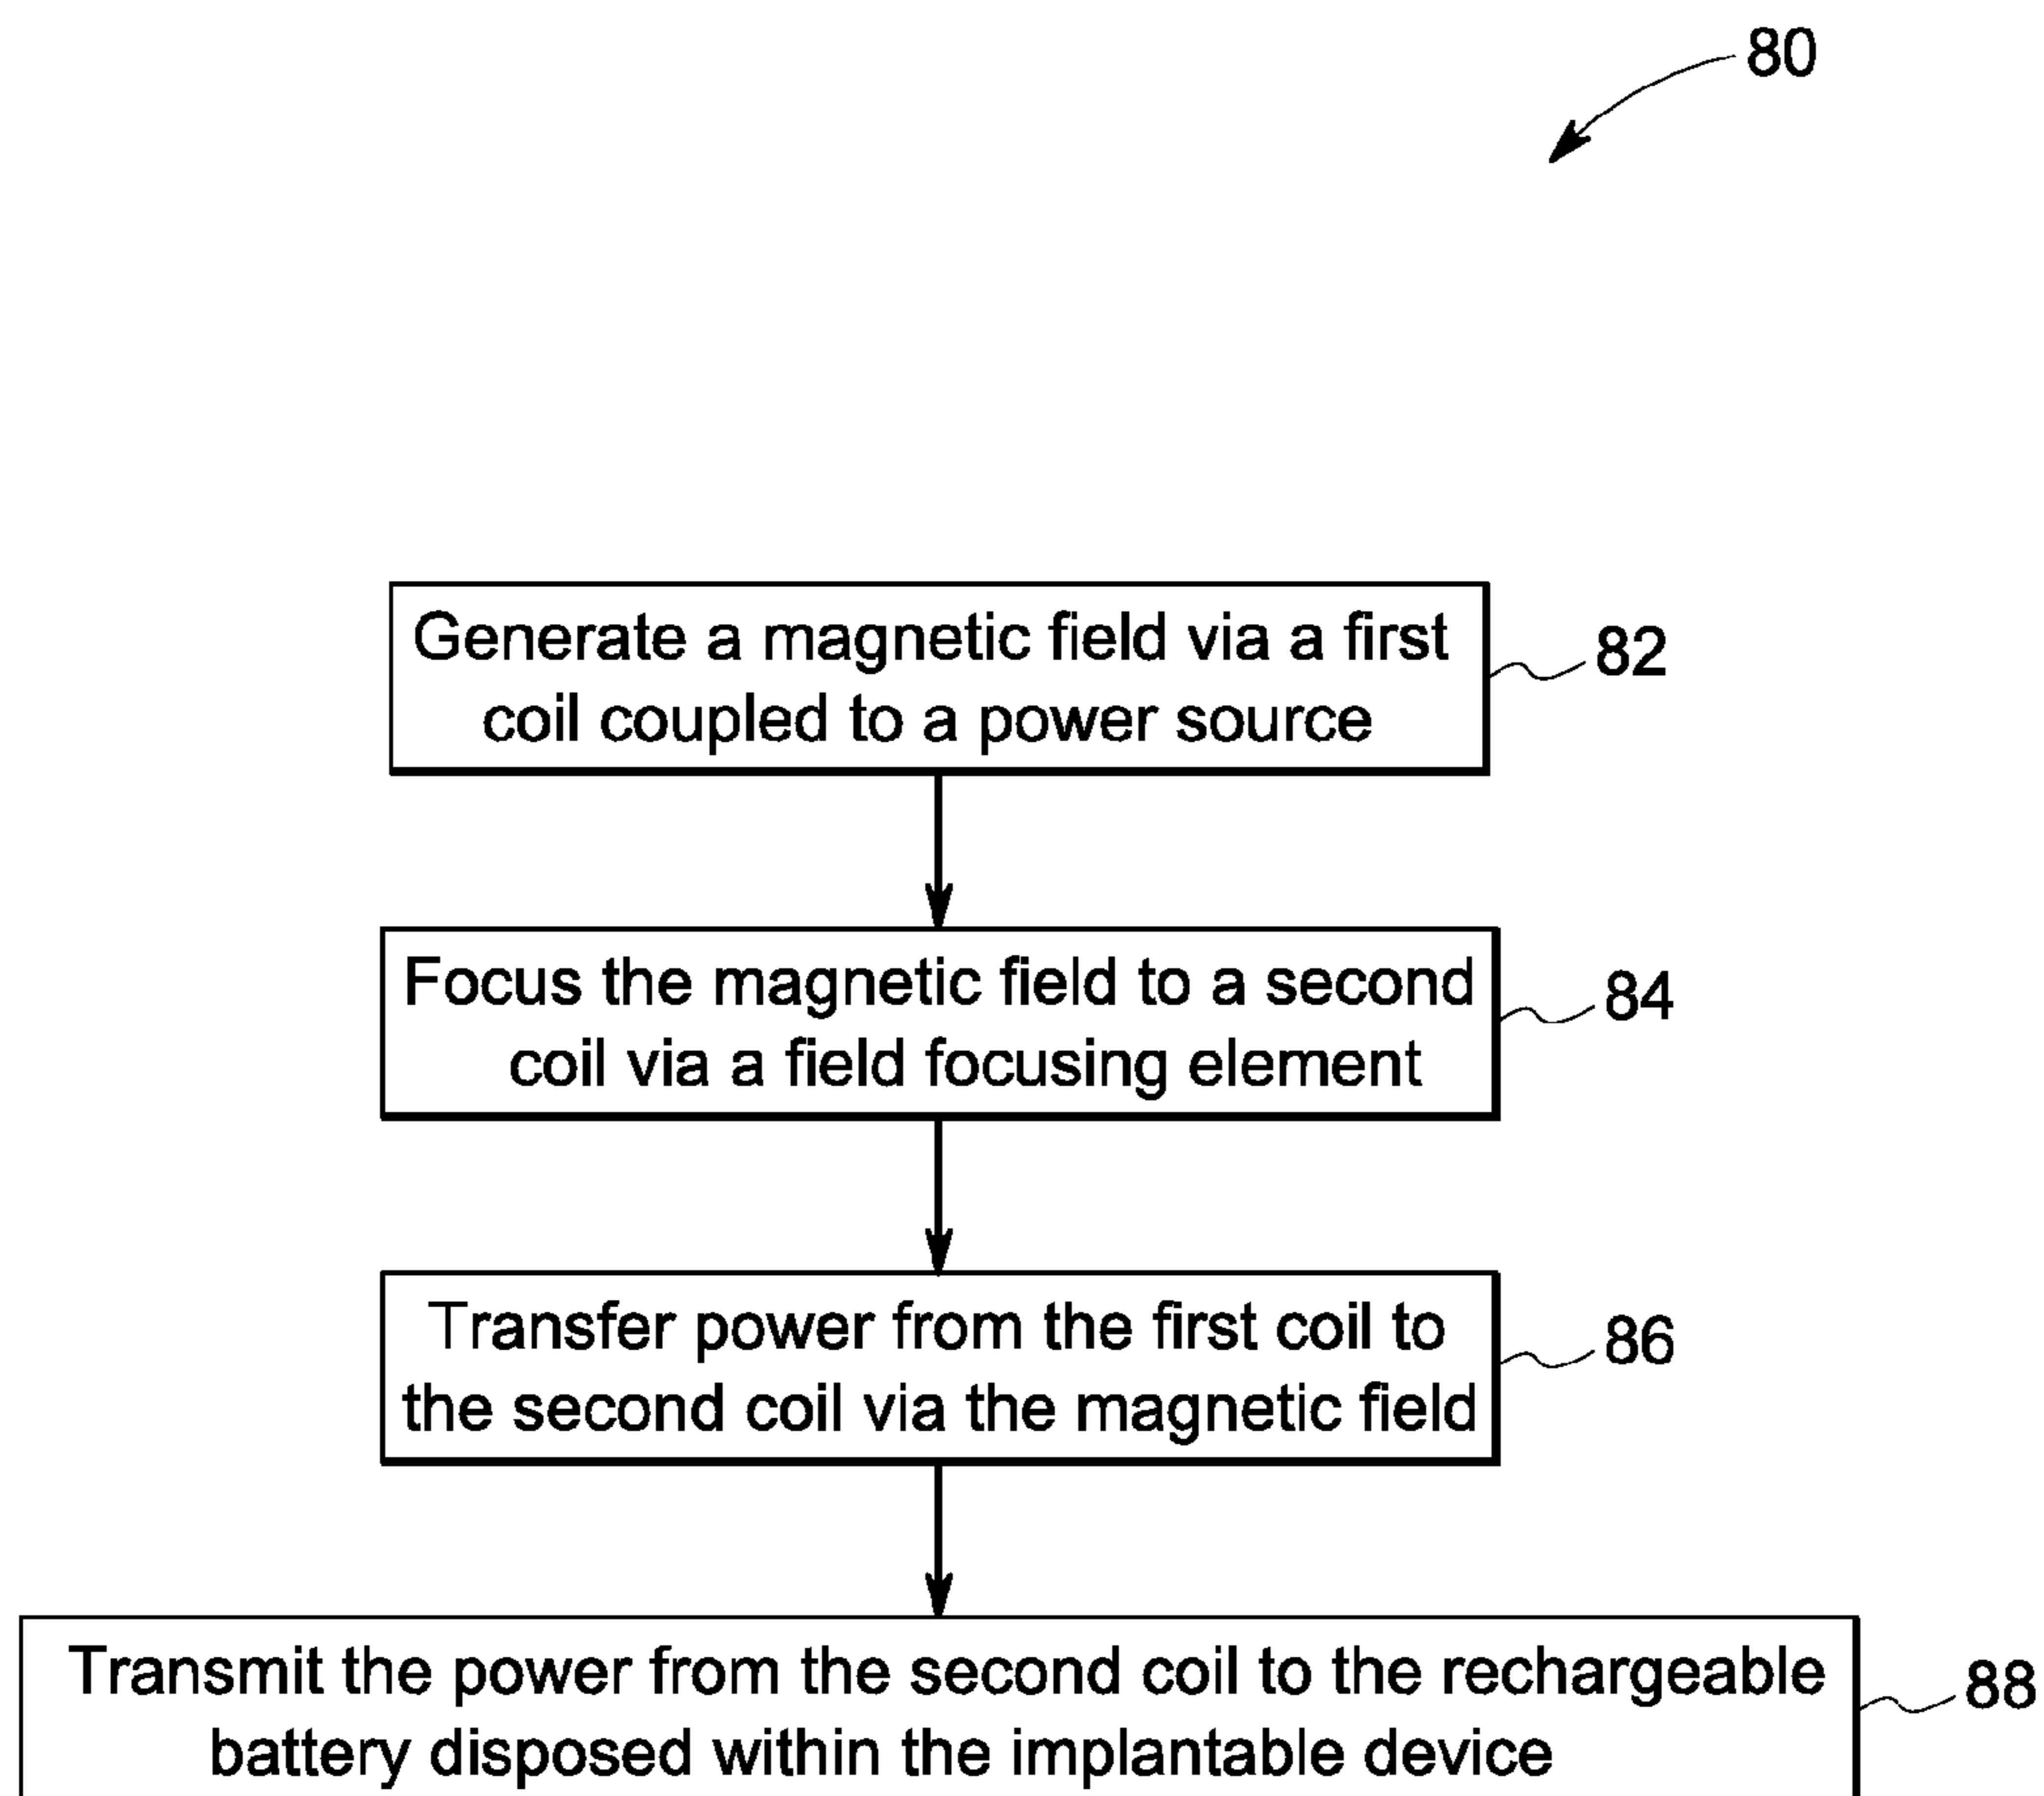 80
Generate a magnetic field via a first
coil coupled to a power source
82
Focus the magnetic field to a second
coil via a field focusing element
84
Transfer power from the first coil to
the second coil via the magnetic field
86
Transmit the power from the second coil to the rechargeable
battery disposed within the implantable device
88